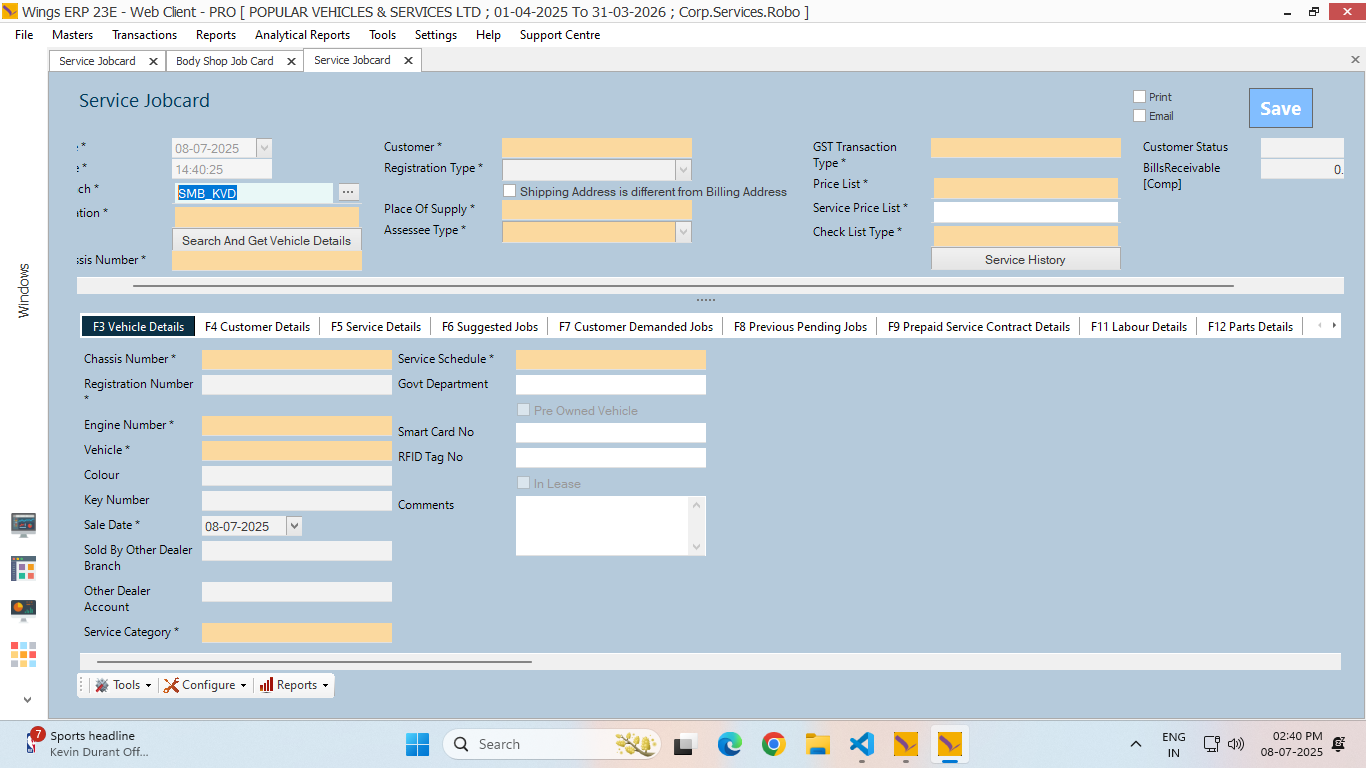 Wings ERP 23E - Web Client - PRO [ POPULAR VEHICLES & SERVICES LTD ; 01-04-2025 To 31-03-2026 ; Corp.Services.Robo ]
File Masters Transactions Reports Analytical Reports Tools Settings Help Support Centre
Service Jobcard Body Shop Job Card Service Jobcard
Service Jobcard
Print
Email
Save
Windows
08-07-2025
14:40:25
ch * SMB_KVD ...
ation *
Search And Get Vehicle Details
ssis Number *
Customer *
Registration Type *
Shipping Address is different from Billing Address
Place Of Supply *
Assessee Type *
GST Transaction
Type *
Price List *
Service Price List *
Check List Type *
Service History
Customer Status
BillsReceivable 0.
[Comp]
F3 Vehicle Details F4 Customer Details F5 Service Details F6 Suggested Jobs F7 Customer Demanded Jobs F8 Previous Pending Jobs F9 Prepaid Service Contract Details F11 Labour Details F12 Parts Details
Chassis Number *
Registration Number
*
Engine Number *
Vehicle *
Colour
Key Number
Sale Date * 08-07-2025
Sold By Other Dealer
Branch
Other Dealer
Account
Service Category *
Service Schedule *
Govt Department
Pre Owned Vehicle
Smart Card No
RFID Tag No
In Lease
Comments
Tools Configure Reports
7
Sports headline
Kevin Durant Off...
Search
ENG
IN
02:40 PM
08-07-2025